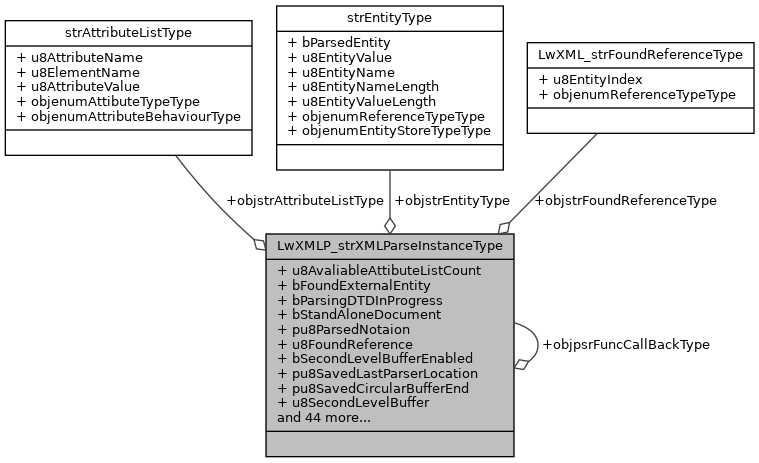 strAttributeListType
+ u8AttributeName
+ u8ElementName
+ u8AttributeValue
+ objenumAttibuteTypeType
+ objenumAttributeBehaviourType
strEntityType
+ bParsedEntity
+ u8EntityValue
+ u8EntityName
+ u8EntityNameLength
+ u8EntityValueLength
+ objenumReferenceTypeType
+ objenumEntityStoreTypeType
LwXML_strFoundReferenceType
+ u8EntityIndex
+ objenumReferenceTypeType
+objstrAttributeListType
+objstrEntityType
+objstrFoundReferenceType
LwXMLP_strXMLParseInstanceType
+ u8AvaliableAttibuteListCount
+ bFoundExternalEntity
+ bParsingDTDInProgress
+ bStandAloneDocument
+ pu8ParsedNotaion
+ u8FoundReference
+ bSecondLevelBufferEnabled
+ pu8SavedLastParserLocation
+ pu8SavedCircularBufferEnd
+ u8SecondLevelBuffer
and 44 more...
+objpsrFuncCallBackType